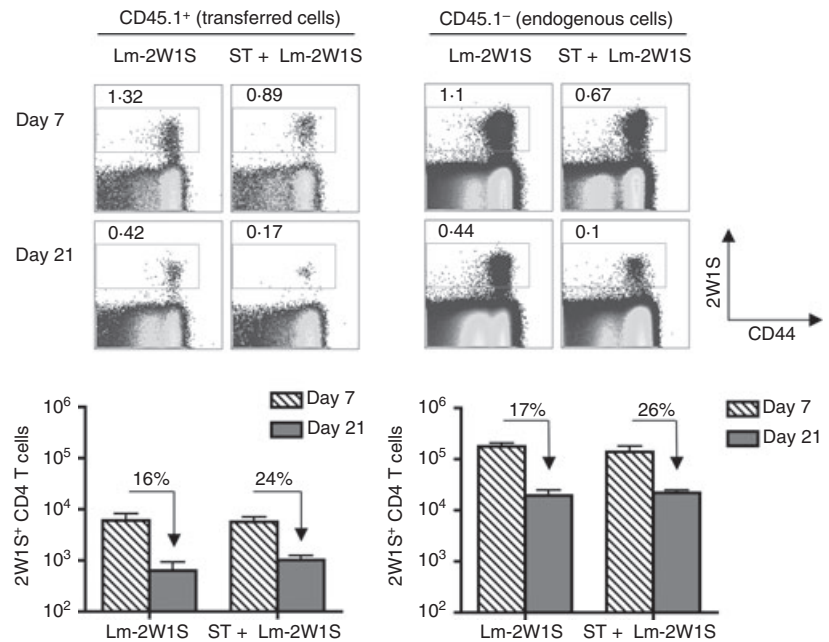 CD45.1⁺ (transferred cells)
CD45.1⁻ (endogenous cells)
Lm-2W1S
ST + Lm-2W1S
Lm-2W1S
ST + Lm-2W1S
Day 7
1·32
0·89
1·1
0·67
Day 21
0·42
0·17
0·44
0·1
2W1S
CD44
2W1S⁺ CD4 T cells
10⁶
10⁵
10⁴
10³
10²
Day 7
Day 21
16%
24%
Lm-2W1S
ST + Lm-2W1S
2W1S⁺ CD4 T cells
10⁶
10⁵
10⁴
10³
10²
17%
26%
Day 7
Day 21
Lm-2W1S
ST + Lm-2W1S